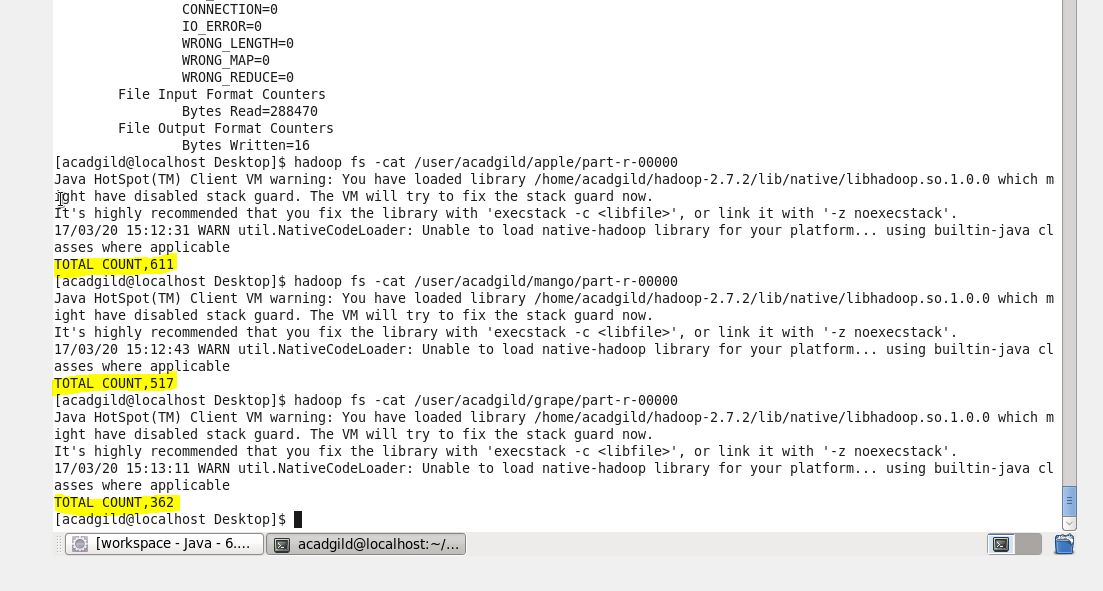 CONNECTION=0
IO_ERROR=0
WRONG_LENGTH=0
WRONG_MAP=0
WRONG_REDUCE=0
File Input Format Counters
Bytes Read=288470
File Output Format Counters
Bytes Written=16
[acadgild@localhost Desktop]$ hadoop fs -cat /user/acadgild/apple/part-r-00000
Java HotSpot(TM) Client VM warning: You have loaded library /home/acadgild/hadoop-2.7.2/lib/native/libhadoop.so.1.0.0 which m
ight have disabled stack guard. The VM will try to fix the stack guard now.
It's highly recommended that you fix the library with 'execstack -c <libfile>', or link it with '-z noexecstack'.
17/03/20 15:12:31 WARN util.NativeCodeLoader: Unable to load native-hadoop library for your platform... using builtin-java cl
asses where applicable
TOTAL COUNT,611
[acadgild@localhost Desktop]$ hadoop fs -cat /user/acadgild/mango/part-r-00000
Java HotSpot(TM) Client VM warning: You have loaded library /home/acadgild/hadoop-2.7.2/lib/native/libhadoop.so.1.0.0 which m
ight have disabled stack guard. The VM will try to fix the stack guard now.
It's highly recommended that you fix the library with 'execstack -c <libfile>', or link it with '-z noexecstack'.
17/03/20 15:12:43 WARN util.NativeCodeLoader: Unable to load native-hadoop library for your platform... using builtin-java cl
asses where applicable
TOTAL COUNT,517
[acadgild@localhost Desktop]$ hadoop fs -cat /user/acadgild/grape/part-r-00000
Java HotSpot(TM) Client VM warning: You have loaded library /home/acadgild/hadoop-2.7.2/lib/native/libhadoop.so.1.0.0 which m
ight have disabled stack guard. The VM will try to fix the stack guard now.
It's highly recommended that you fix the library with 'execstack -c <libfile>', or link it with '-z noexecstack'.
17/03/20 15:13:11 WARN util.NativeCodeLoader: Unable to load native-hadoop library for your platform... using builtin-java cl
asses where applicable
TOTAL COUNT,362
[acadgild@localhost Desktop]$
[workspace - Java - 6.... acadgild@localhost:~/...